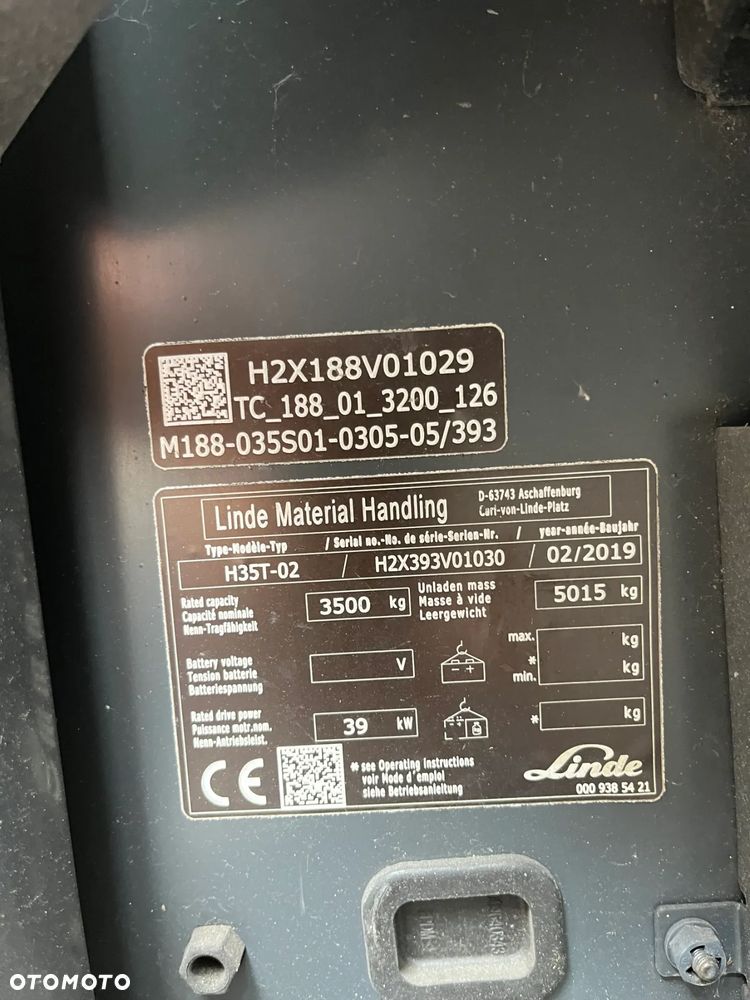 H2X188V01029
TC_188_01_3200_126
M188-035S01-0305-05/393
Linde Material Handling
D-63743 Aschaffenburg
Carl-von-Linde-Platz
Type-Modèle-Typ / Serial no.-No. de série-Serien-Nr. / year-année-Baujahr
H35T-02 / H2X393V01030 / 02/2019
Rated capacity
Capacité nominale
Nenn-Tragfähigkeit
3500 kg
Unladen mass
Masse à vide
Leergewicht
5015 kg
Battery voltage
Tension batterie
Batteriespannung
V
- +
max. kg
*
min. kg
Rated drive power
Puissance motr.nom.
Nenn-Antriebsleist.
39 kW
- +
* kg
CE
* see Operating Instructions
voir Mode d'emploi
siehe Betriebsanleitung
Linde
000 938 54 21
OTOMOTO